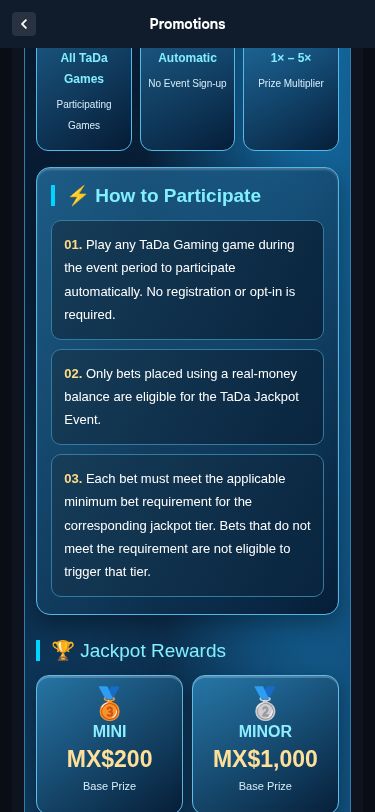 Promotions
All TaDa
Games
Participating
Games
Automatic
No Event Sign-up
1× – 5×
Prize Multiplier
⚡ How to Participate
01. Play any TaDa Gaming game during
the event period to participate
automatically. No registration or opt-in is
required.
02. Only bets placed using a real-money
balance are eligible for the TaDa Jackpot
Event.
03. Each bet must meet the applicable
minimum bet requirement for the
corresponding jackpot tier. Bets that do not
meet the requirement are not eligible to
trigger that tier.
🏆 Jackpot Rewards
🥉
MINI
MX$200
Base Prize
🥈
MINOR
MX$1,000
Base Prize